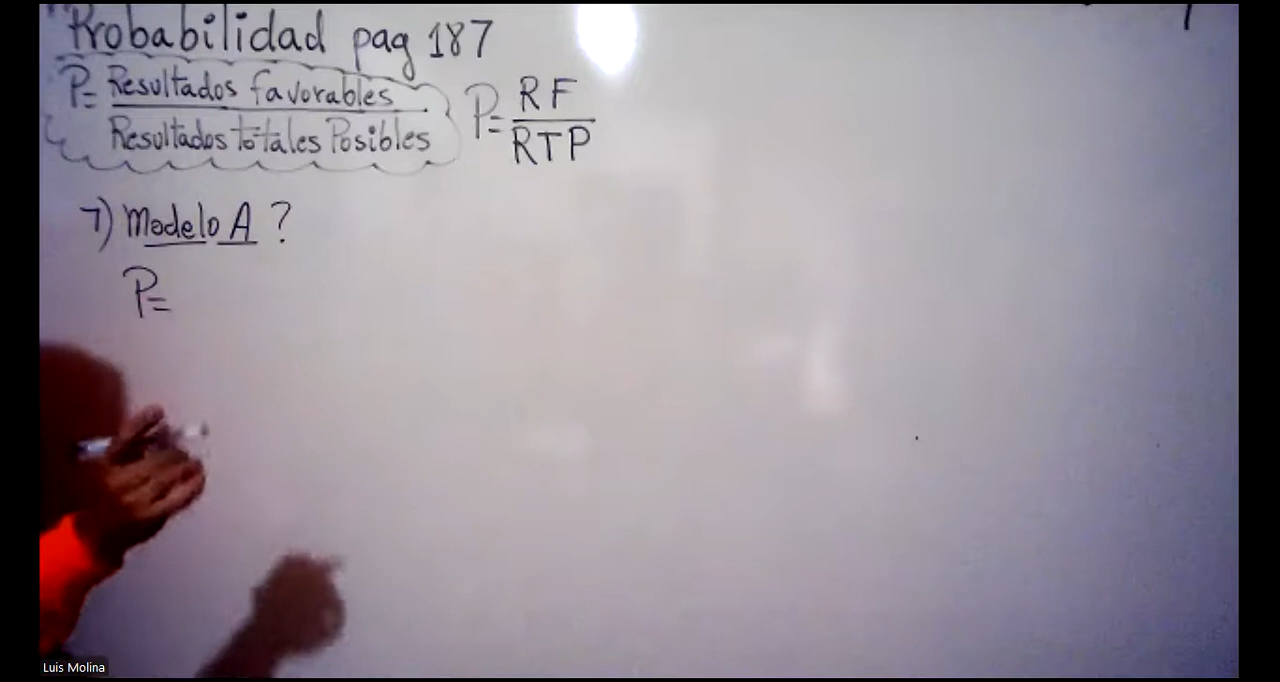 Probabilidad pag 187
P= Resultados favorables
Resultados totales Posibles
P= RF
RTP
7) Modelo A ?
P=
Luis Molina